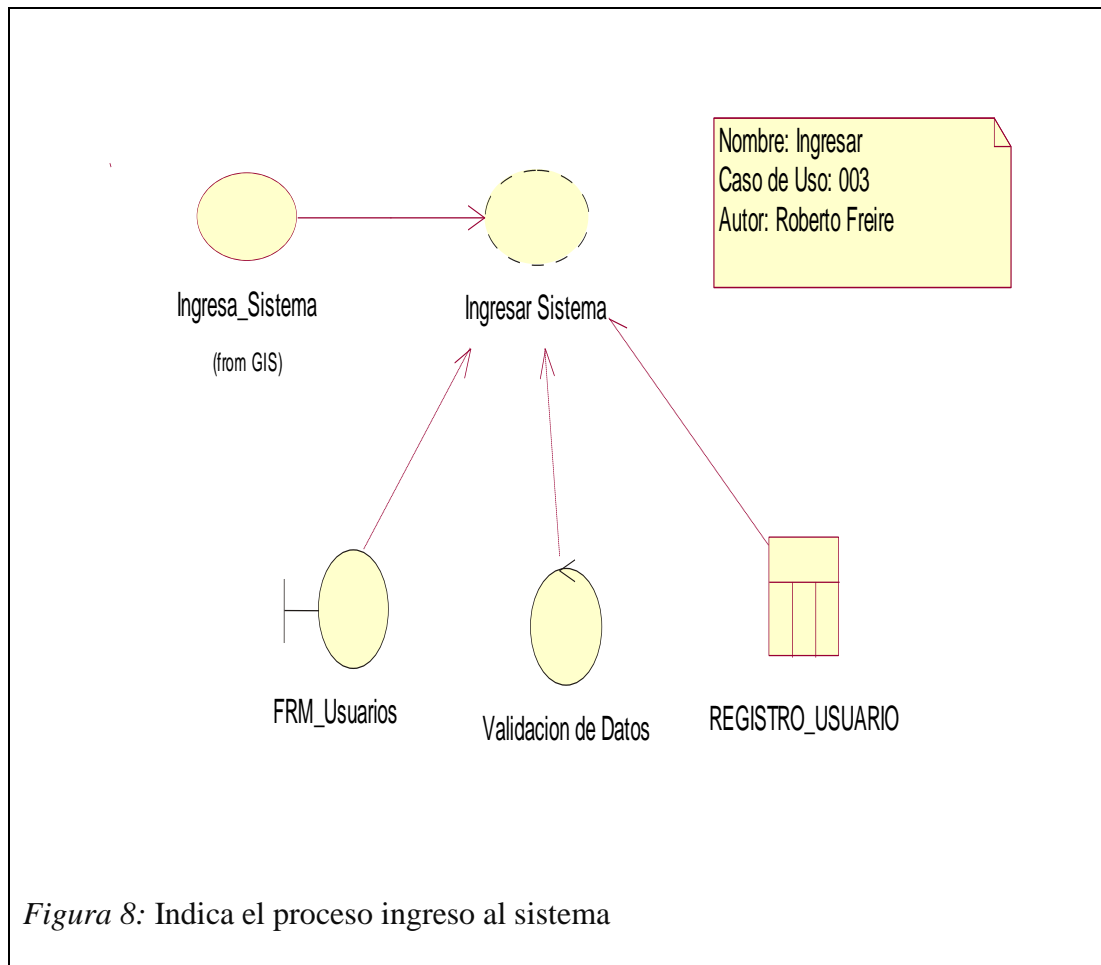 Nombre: Ingresar
Caso de Uso: 003
Autor: Roberto Freire
Ingresa_Sistema
(from GIS)
Ingresar Sistema
FRM_Usuarios
Validacion de Datos
REGISTRO_USUARIO
Figura 8: Indica el proceso ingreso al sistema